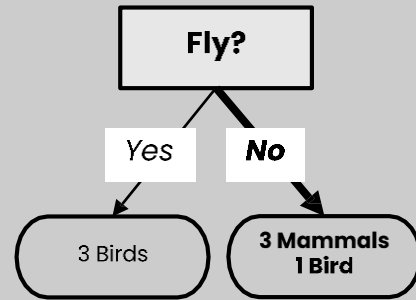 Fly?
Yes
No
3 Birds
3 Mammals
1 Bird